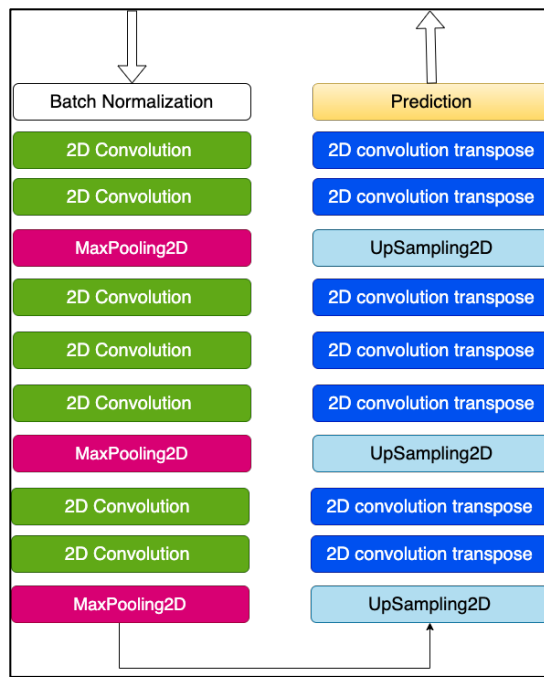 Batch Normalization
2D Convolution
2D Convolution
MaxPooling2D
2D Convolution
2D Convolution
2D Convolution
MaxPooling2D
2D Convolution
2D Convolution
MaxPooling2D
Prediction
2D convolution transpose
2D convolution transpose
UpSampling2D
2D convolution transpose
2D convolution transpose
2D convolution transpose
UpSampling2D
2D convolution transpose
2D convolution transpose
UpSampling2D